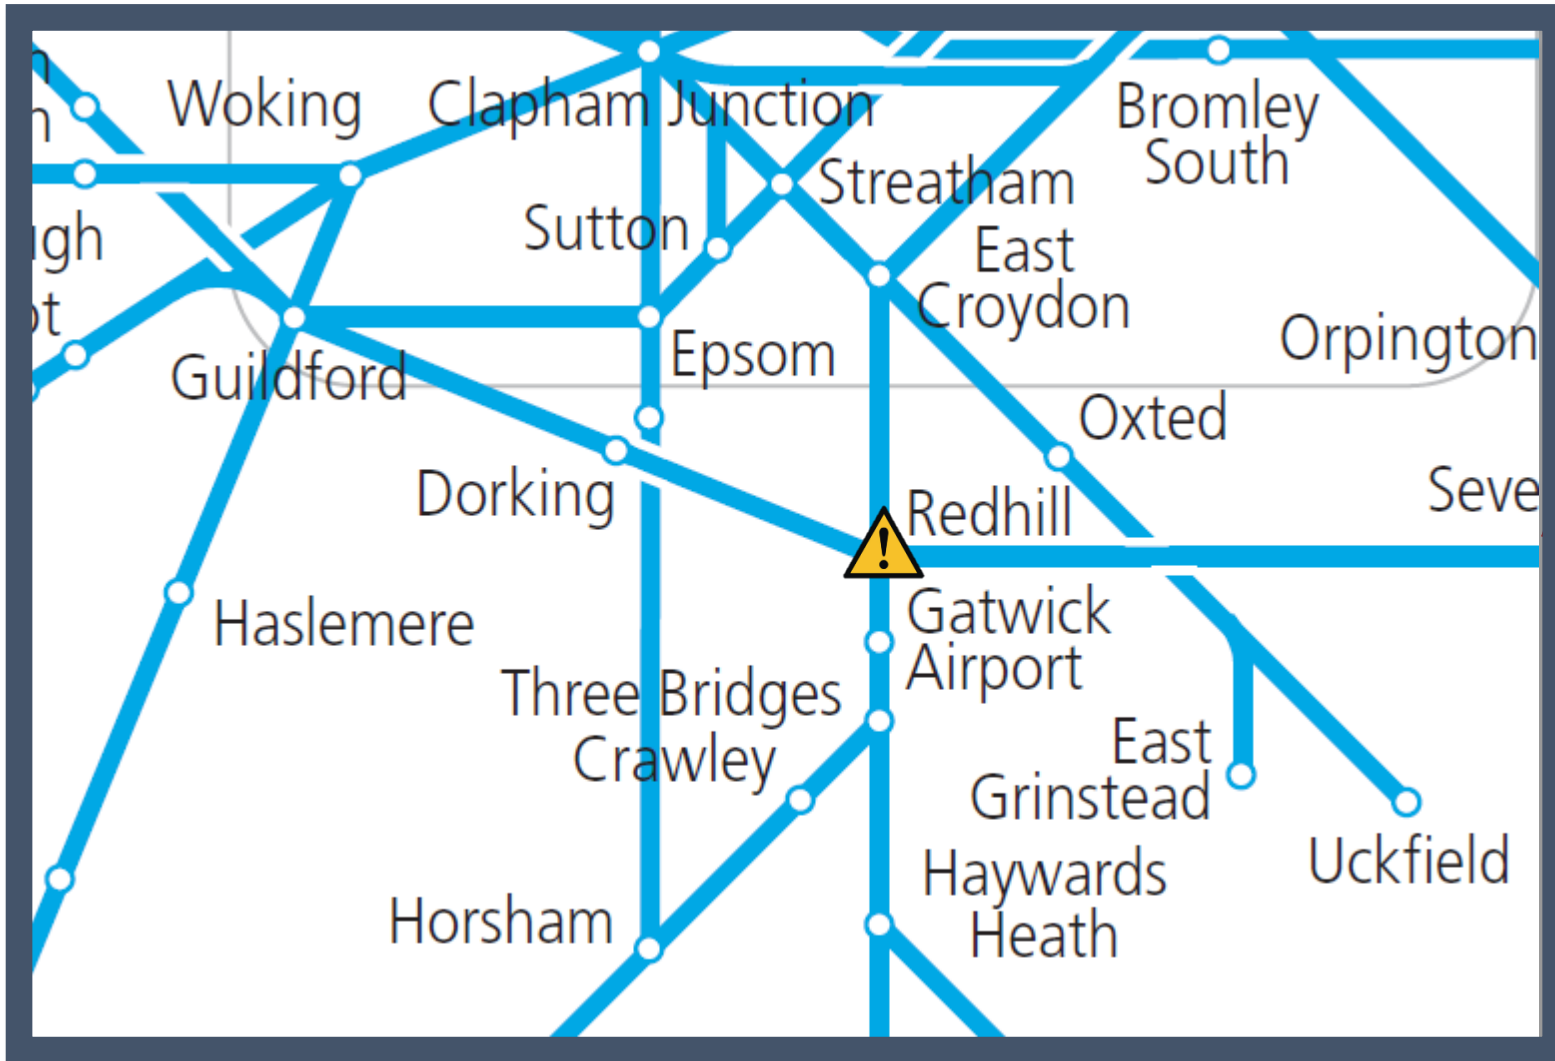 Woking
Clapham Junction
Bromley
South
Streatham
Sutton
East
Croydon
Orpington
Epsom
Guildford
Oxted
Dorking
Redhill
Haslemere
Gatwick
Airport
Three Bridges
Crawley
East
Grinstead
Uckfield
Haywards
Heath
Horsham